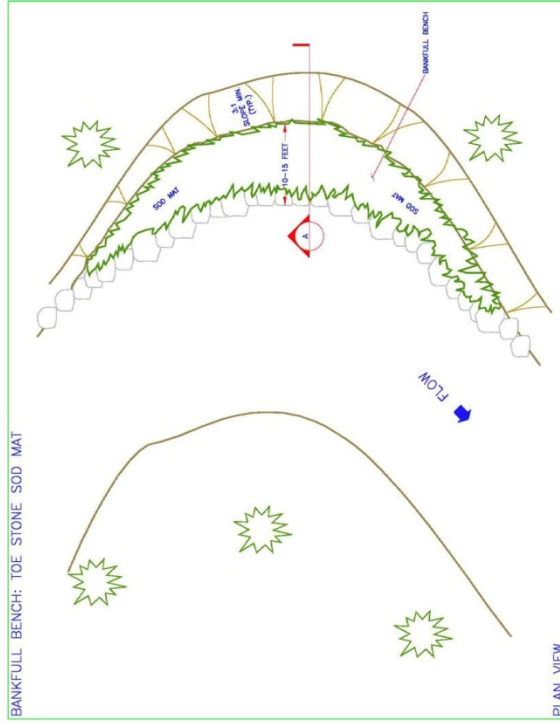 BANKFULL BENCH: TOE STONE SOD MAT
3:1
SLOPE MIN.
(TYP.)
SOD MAT
10-15 FEET
A
SOD MAT
BANKFULL BENCH
FLOW
PLAN VIEW